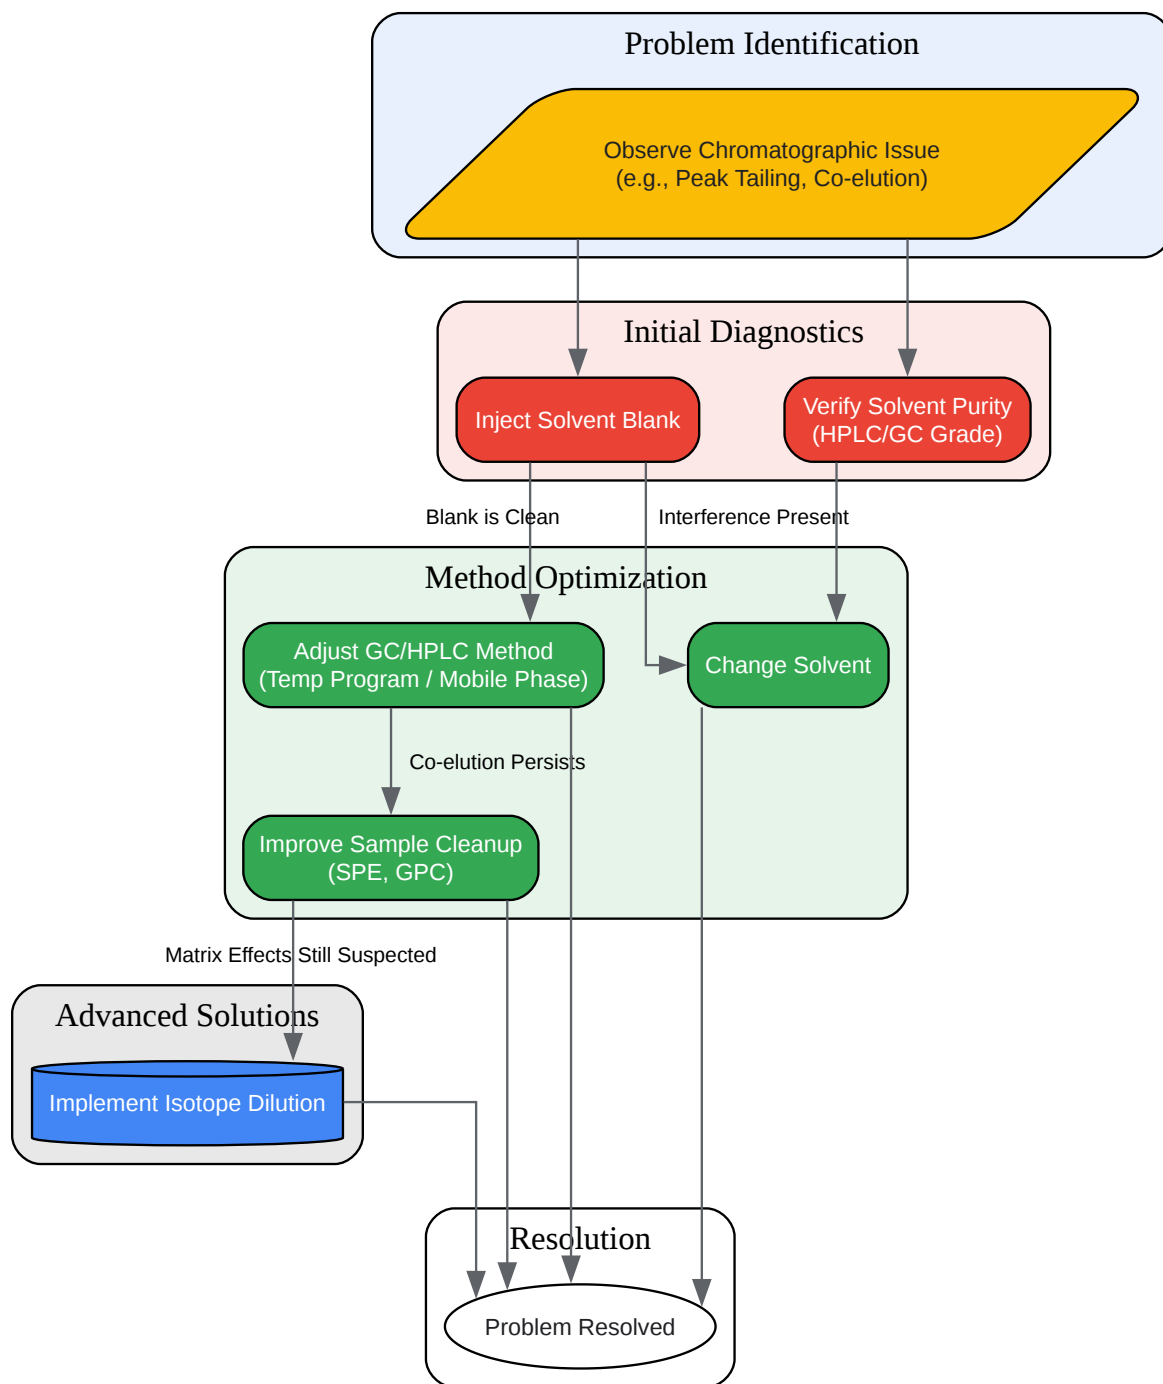 Problem Identification
Observe Chromatographic Issue
(e.g., Peak Tailing, Co-elution)
Initial Diagnostics
Inject Solvent Blank
Verify Solvent Purity
(HPLC/GC Grade)
Blank is Clean
Interference Present
Method Optimization
Adjust GC/HPLC Method
(Temp Program / Mobile Phase)
Change Solvent
Co-elution Persists
Improve Sample Cleanup
(SPE, GPC)
Matrix Effects Still Suspected
Advanced Solutions
Implement Isotope Dilution
Resolution
Problem Resolved